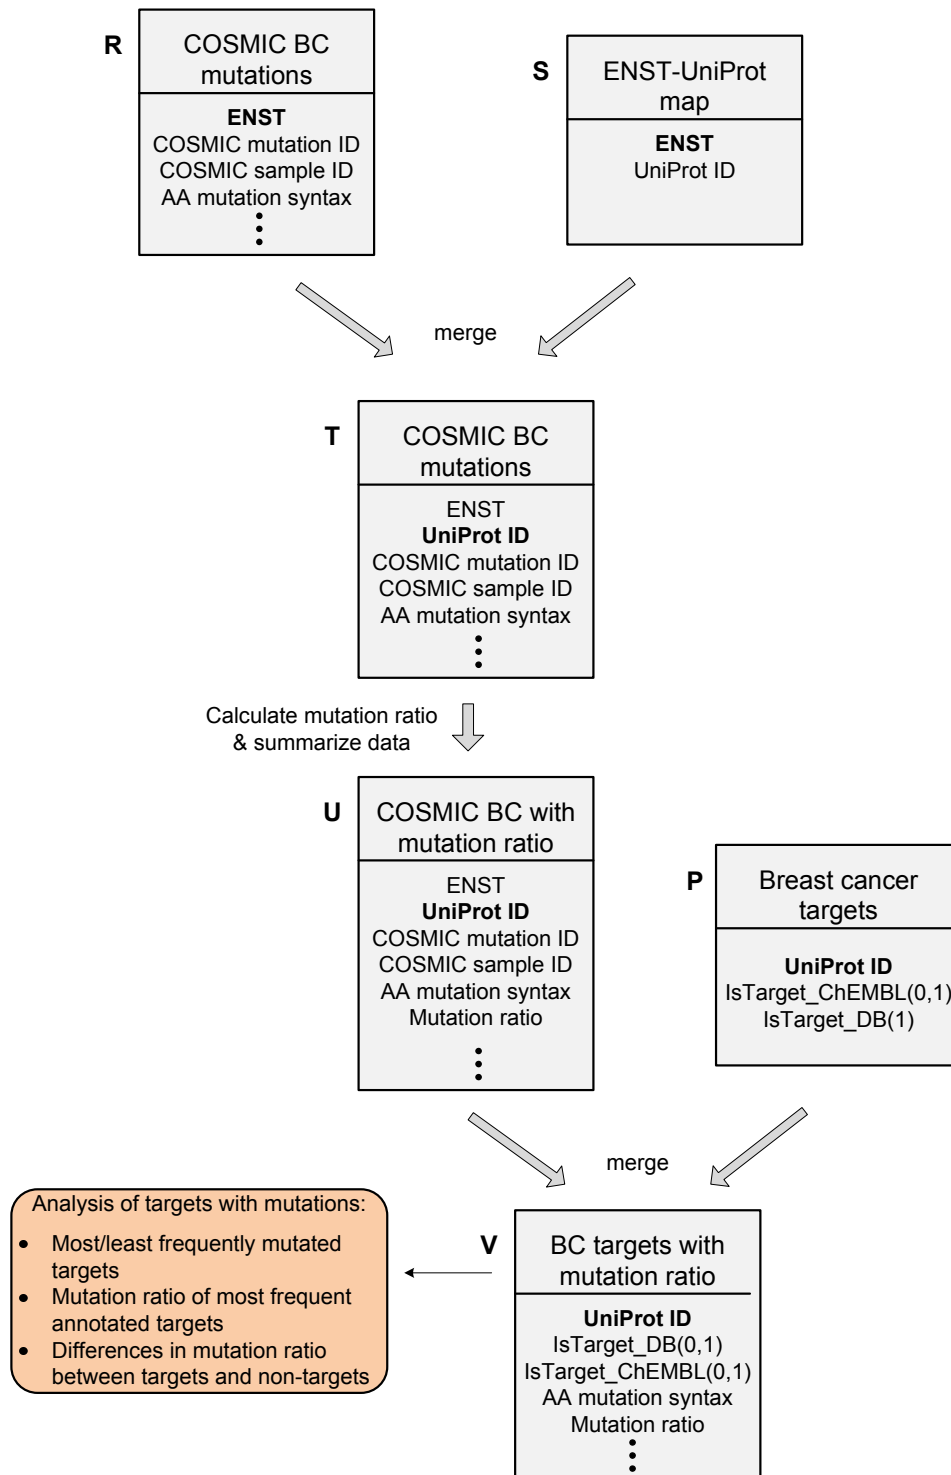 R
COSMIC BC
mutations
ENST
COSMIC mutation ID
COSMIC sample ID
AA mutation syntax
S
ENST-UniProt
map
ENST
UniProt ID
merge
T
COSMIC BC
mutations
ENST
UniProt ID
COSMIC mutation ID
COSMIC sample ID
AA mutation syntax
Calculate mutation ratio
& summarize data
U
COSMIC BC with
mutation ratio
ENST
UniProt ID
COSMIC mutation ID
COSMIC sample ID
AA mutation syntax
Mutation ratio
P
Breast cancer
targets
UniProt ID
IsTarget_ChEMBL(0,1)
IsTarget_DB(1)
merge
Analysis of targets with mutations:
• Most/least frequently mutated
targets
• Mutation ratio of most frequent
annotated targets
• Differences in mutation ratio
between targets and non-targets
V
BC targets with
mutation ratio
UniProt ID
IsTarget_DB(0,1)
IsTarget_ChEMBL(0,1)
AA mutation syntax
Mutation ratio